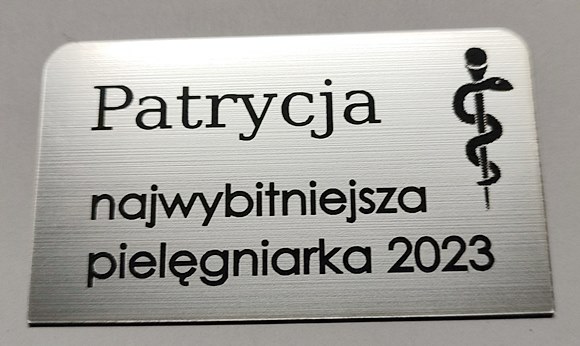 Patrycja
najwybitniejsza
pielęgniarka 2023